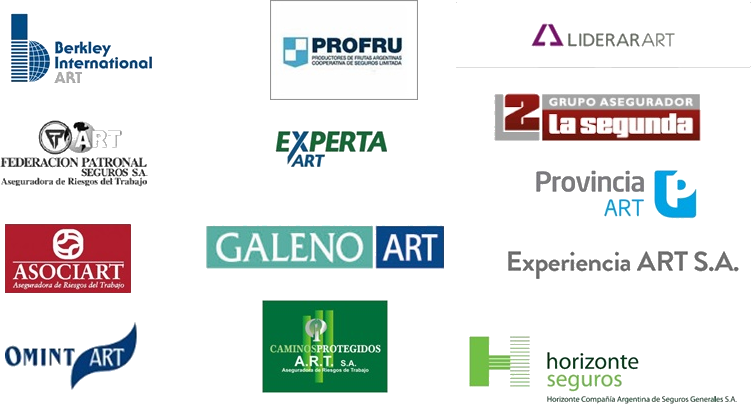 Berkley
International
ART
PROFRU
PRODUCTORES DE FRUTAS ARGENTINAS
COOPERATIVA DE SEGUROS LIMITADA
LIDERARART
ART
FEDERACION PATRONAL
SEGUROS S.A.
Aseguradora de Riesgos del Trabajo
EXPERTA
ART
2 GRUPO ASEGURADOR
La segunda
Provincia
ART
ASOCIART
Aseguradora de Riesgos del Trabajo
GALENO ART
Experiencia ART S.A.
OMINT ART
CAMINOS PROTEGIDOS
A.R.T. S.A.
Aseguradora de Riesgos de Trabajo
horizonte
seguros
Horizonte Compañía Argentina de Seguros Generales S.A.